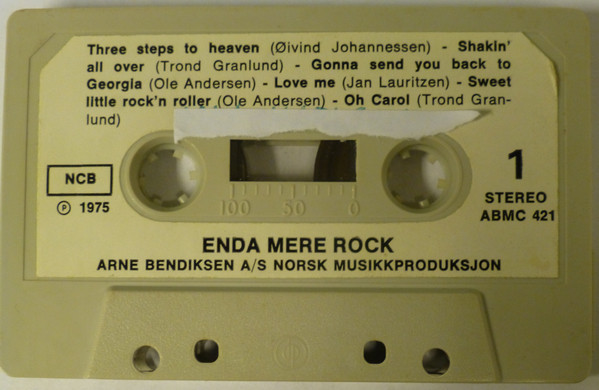 Three steps to heaven (Øivind Johannessen) - Shakin'
all over (Trond Granlund) - Gonna send you back to
Georgia (Ole Andersen) - Love me (Jan Lauritzen) - Sweet
little rock'n roller (Ole Andersen) - Oh Carol (Trond Gran-
lund)
NCB
1
℗ 1975
100 50 0
STEREO
ABMC 421
ENDA MERE ROCK
ARNE BENDIKSEN A/S NORSK MUSIKKPRODUKSJON